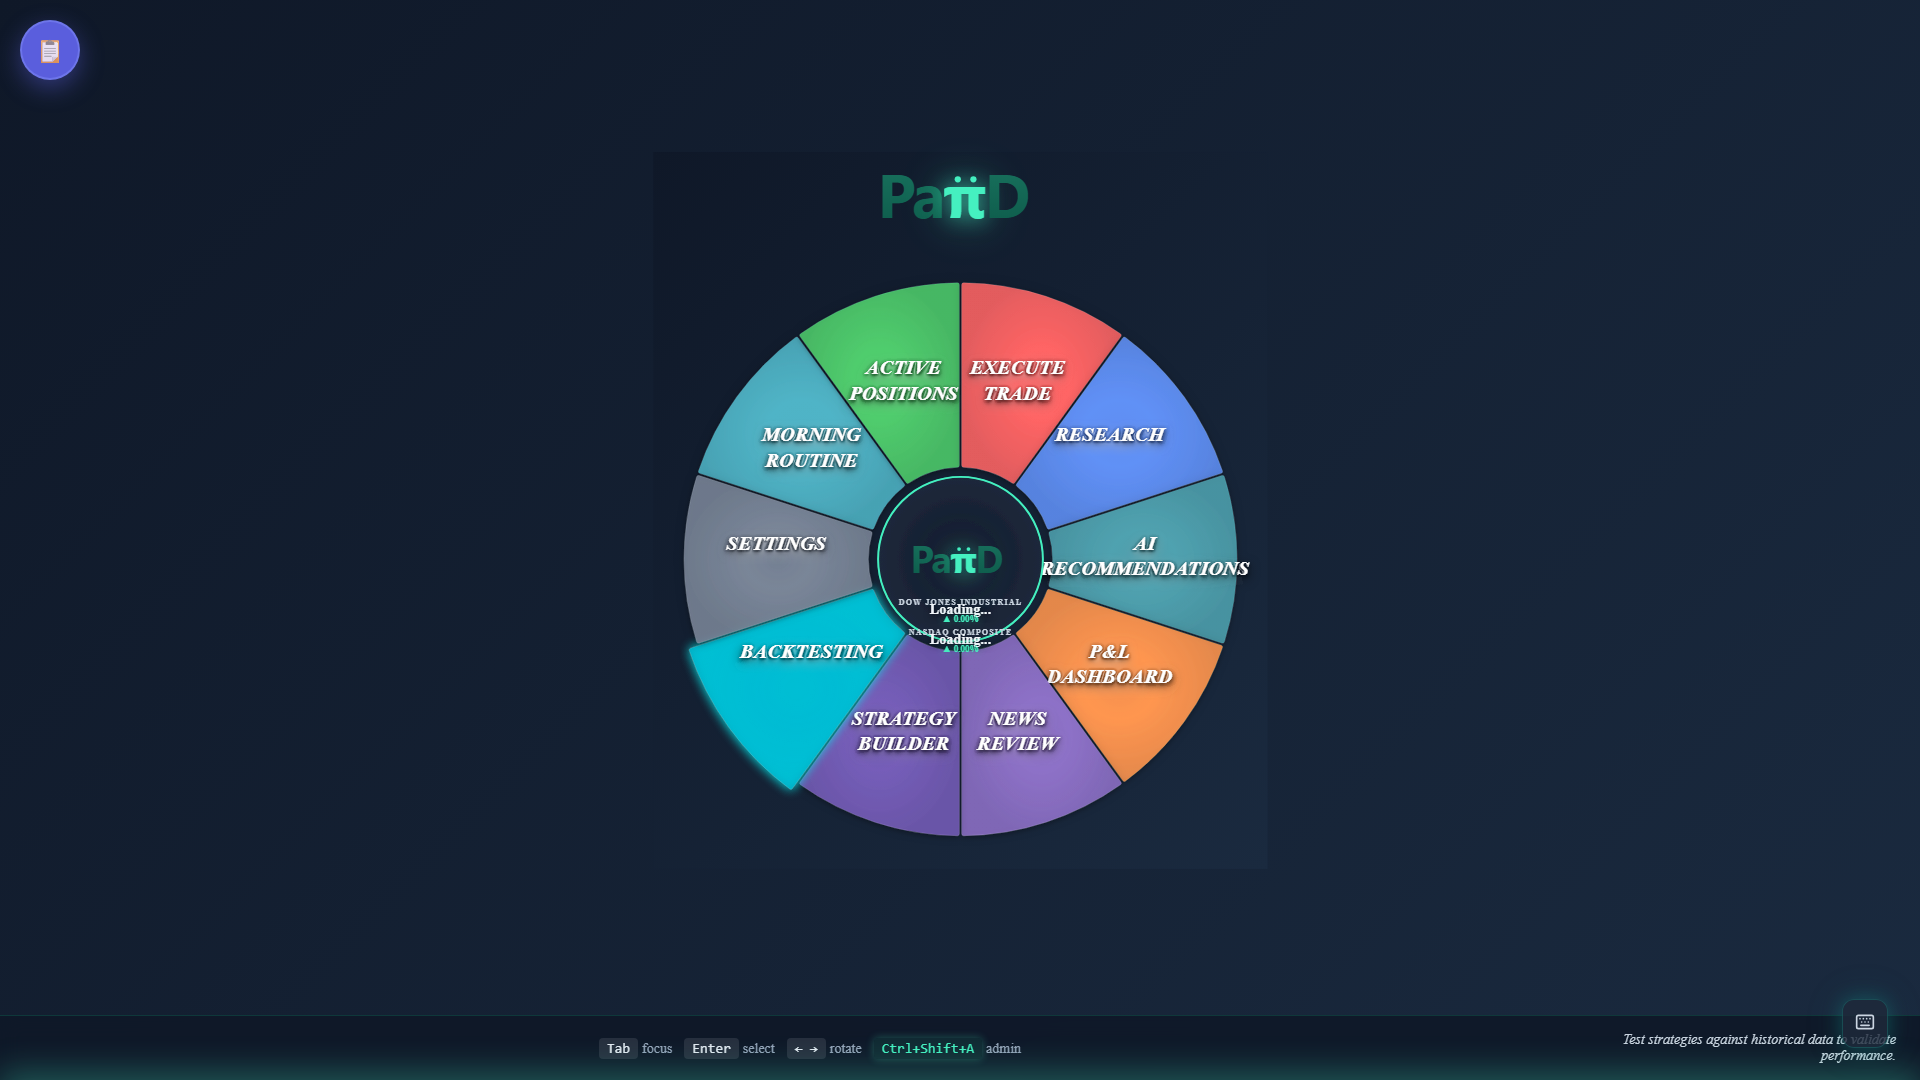 PaπD
ACTIVE
POSITIONS
EXECUTE
TRADE
MORNING
ROUTINE
RESEARCH
SETTINGS
AI
RECOMMENDATIONS
PaπD
DOW JONES INDUSTRIAL
Loading...
▲ 0.00%
NASDAQ COMPOSITE
Loading...
▲ 0.00%
BACKTESTING
P&L
DASHBOARD
STRATEGY
BUILDER
NEWS
REVIEW
Tab focus Enter select ← → rotate Ctrl+Shift+A admin
Test strategies against historical data to validate
performance.